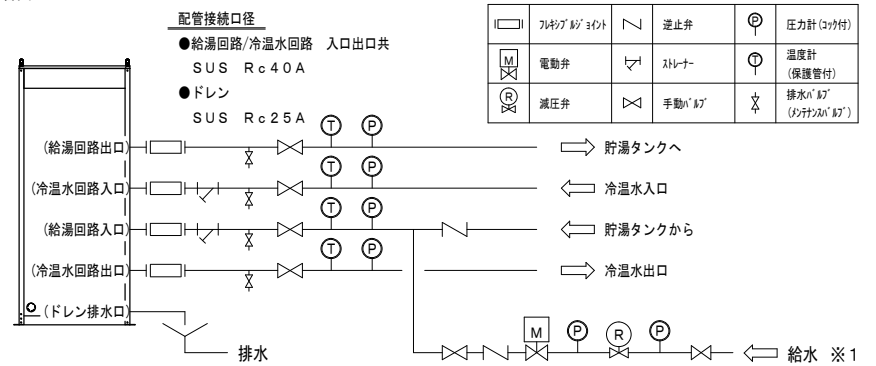 配管接続口径
●給湯回路/冷温水回路 入口出口共
SUS Rc40A
●ドレン
SUS Rc25A
フレキシブルジョイント 逆止弁 P 圧力計(コック付)
M 電動弁 ストレーナー T 温度計
(保護管付)
R 減圧弁 手動バルブ 排水バルブ
(メンテナンスバルブ)
T P
(給湯回路出口) 貯湯タンクへ
T P
(冷温水回路入口) 冷温水入口
T P
(給湯回路入口) 貯湯タンクから
T P
(冷温水回路出口) 冷温水出口
(ドレン排水口)
排水
M P R P
給水 ※1